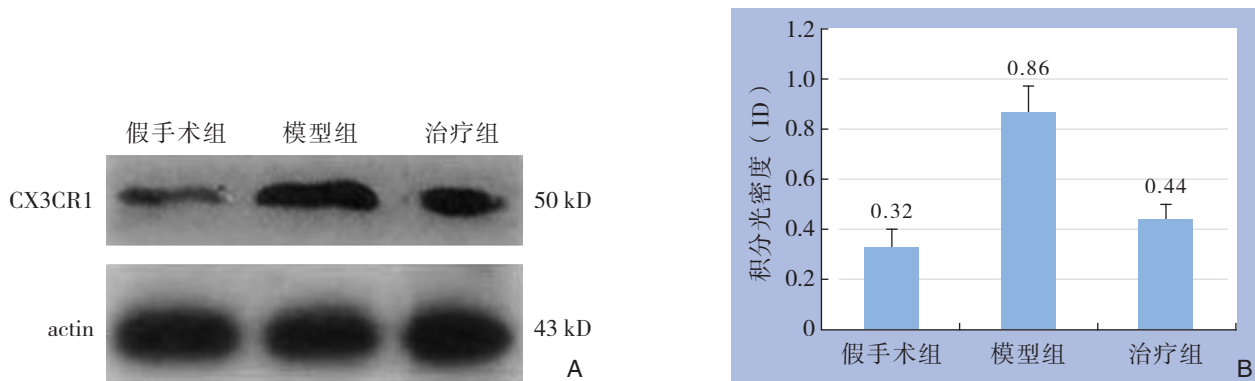 假手术组 模型组 治疗组
CX3CR1 50 kD
actin 43 kD
A
积分光密度（ID）
1.2
1.0
0.8
0.6
0.4
0.2
0
0.32
0.86
0.44
假手术组 模型组 治疗组
B